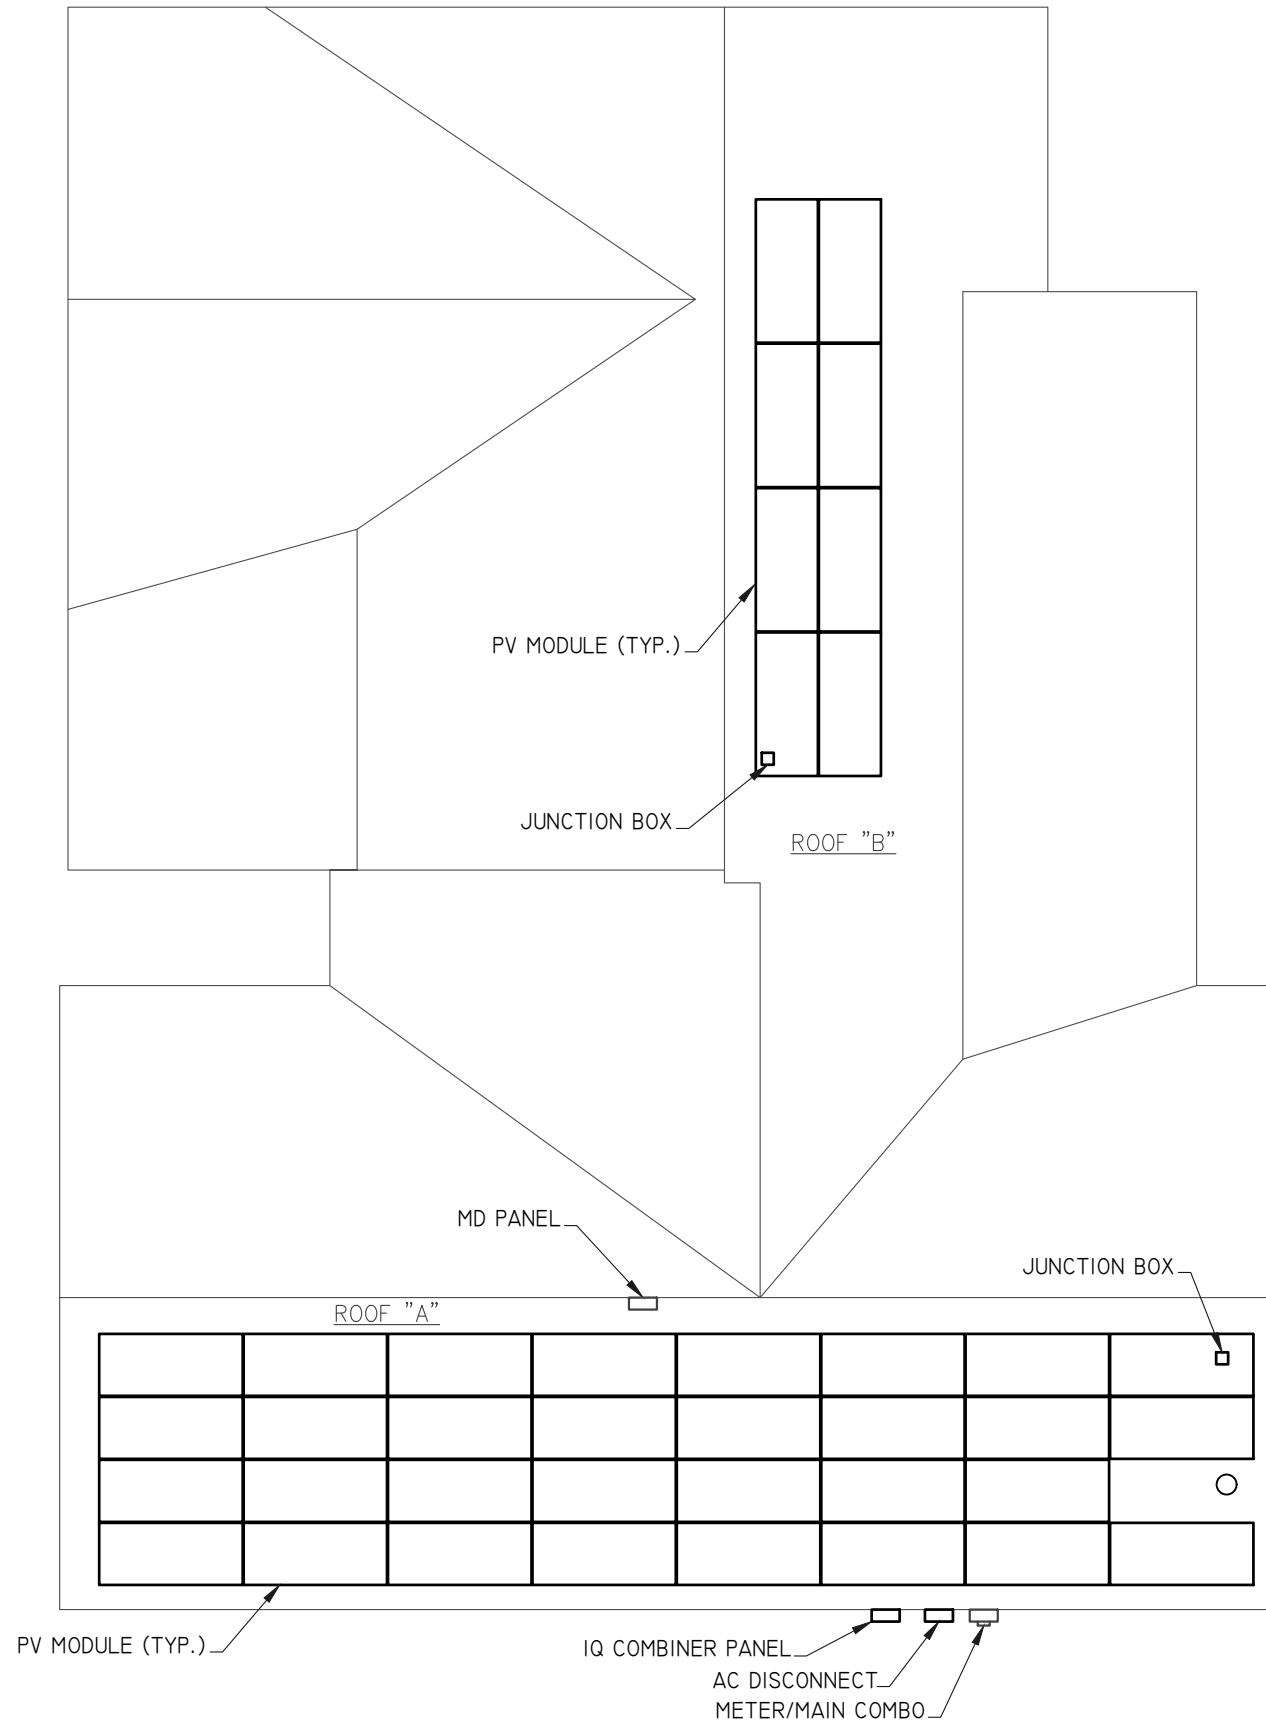 PV MODULE (TYP.)
JUNCTION BOX
ROOF "B"
MD PANEL
JUNCTION BOX
ROOF "A"
PV MODULE (TYP.)
IQ COMBINER PANEL
AC DISCONNECT
METER/MAIN COMBO